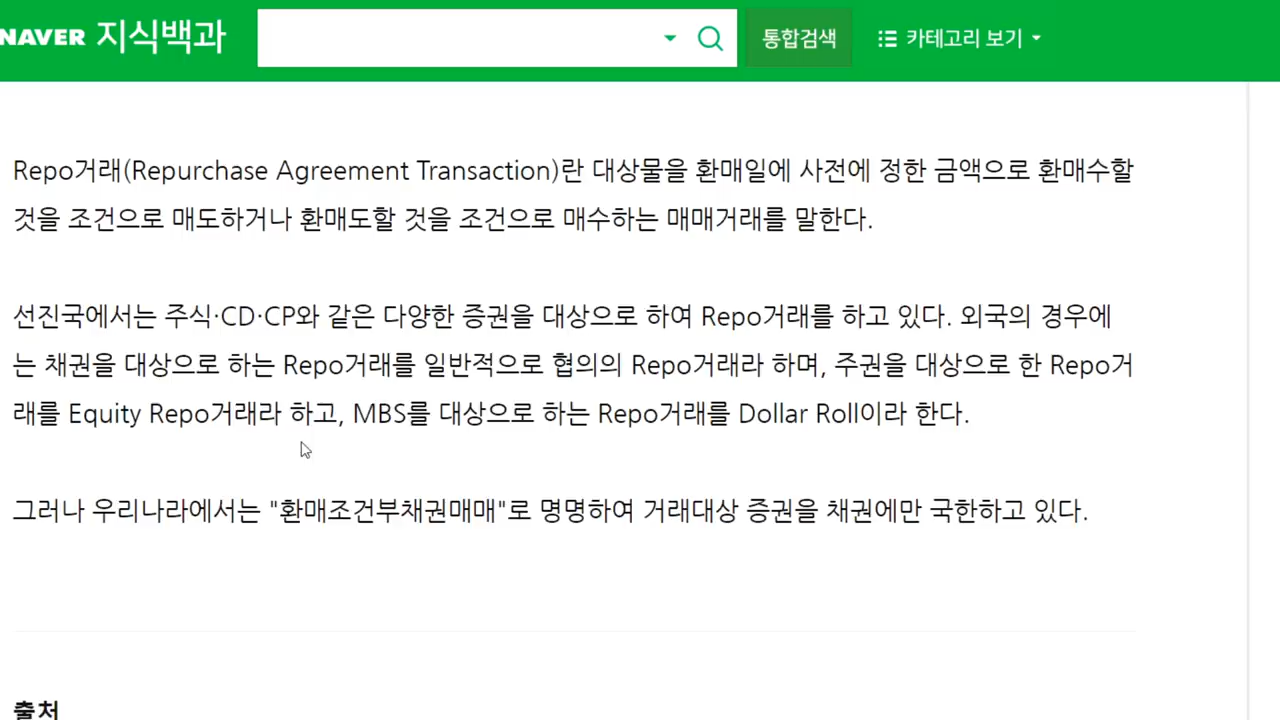 NAVER 지식백과
통합검색
카테고리 보기
Repo거래(Repurchase Agreement Transaction)란 대상물을 환매일에 사전에 정한 금액으로 환매수할
것을 조건으로 매도하거나 환매도할 것을 조건으로 매수하는 매매거래를 말한다.
선진국에서는 주식·CD·CP와 같은 다양한 증권을 대상으로 하여 Repo거래를 하고 있다. 외국의 경우에
는 채권을 대상으로 하는 Repo거래를 일반적으로 협의의 Repo거래라 하며, 주권을 대상으로 한 Repo거
래를 Equity Repo거래라 하고, MBS를 대상으로 하는 Repo거래를 Dollar Roll이라 한다.
그러나 우리나라에서는 "환매조건부채권매매"로 명명하여 거래대상 증권을 채권에만 국한하고 있다.
출처